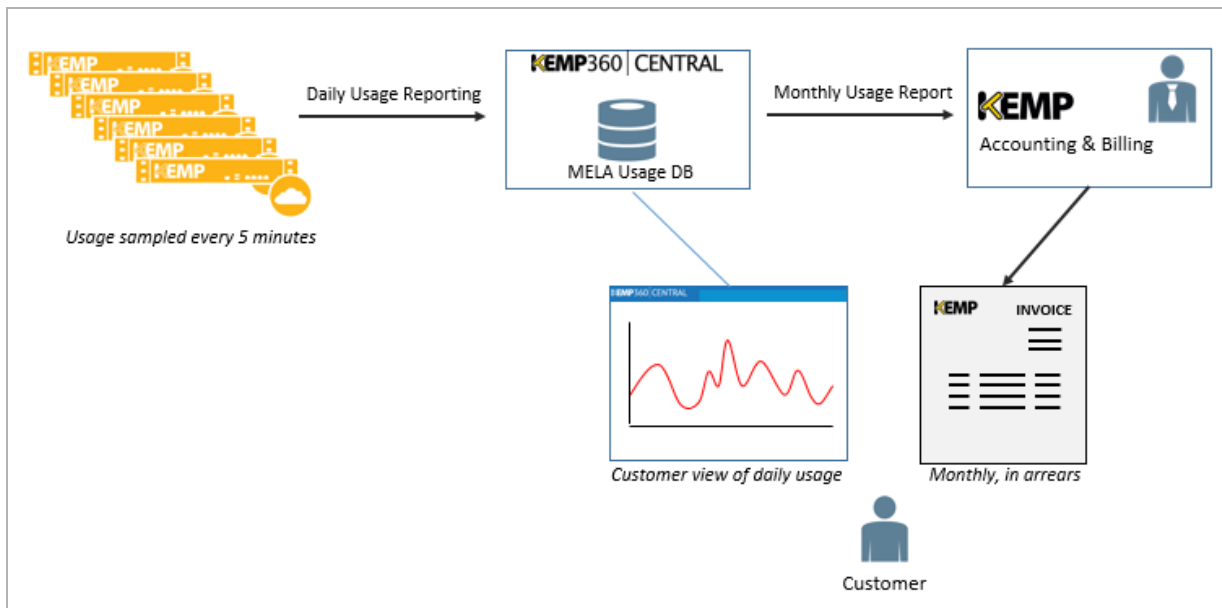 KEMP
KEMP
KEMP
KEMP
KEMP
KEMP
Usage sampled every 5 minutes
Daily Usage Reporting
KEMP360 | CENTRAL
MELA Usage DB
Monthly Usage Report
KEMP
Accounting & Billing
KEMP360 | CENTRAL
Customer view of daily usage
KEMP INVOICE
Monthly, in arrears
Customer